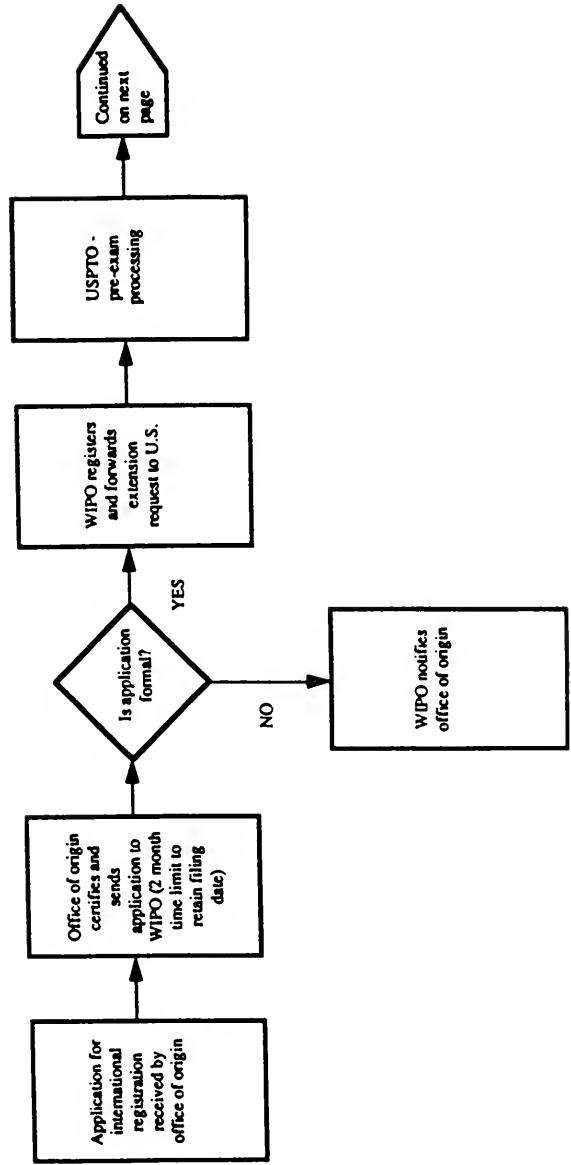 Application for
international
registration
received by
office of origin
Office of origin
certifies and
sends
application to
WIPO (2 month
time limit to
retain filing
date)
Is application
formal?
YES
NO
WIPO notifies
office of origin
WIPO registers
and forwards
extension
request to U.S.
USPTO -
pre-exam
processing
Continued
on next
page